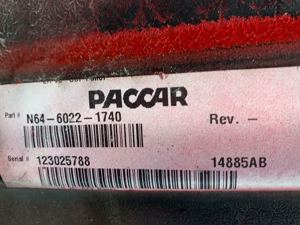 PACCAR
Part # N64-6022-1740 Rev. -
Serial # 123025788 14885AB